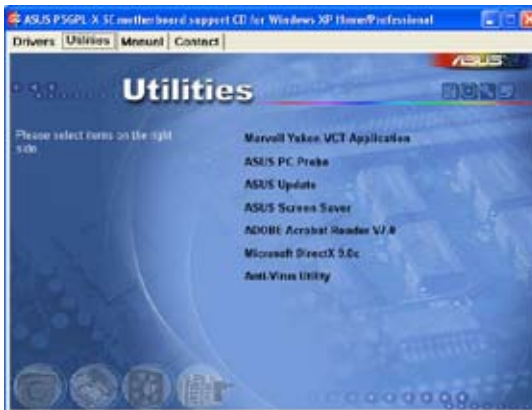 ASUS P5GPL-X SE motherboard support CD for Windows XP Home/Professional
Drivers Utilities Manual Contact
ASUS
Utilities
Please select items on the right
side
Marvell Yukon VCT Application
ASUS PC Probe
ASUS Update
ASUS Screen Saver
ADOBE Acrobat Reader V7.0
Microsoft DirectX 9.0c
Anti-Virus Utility